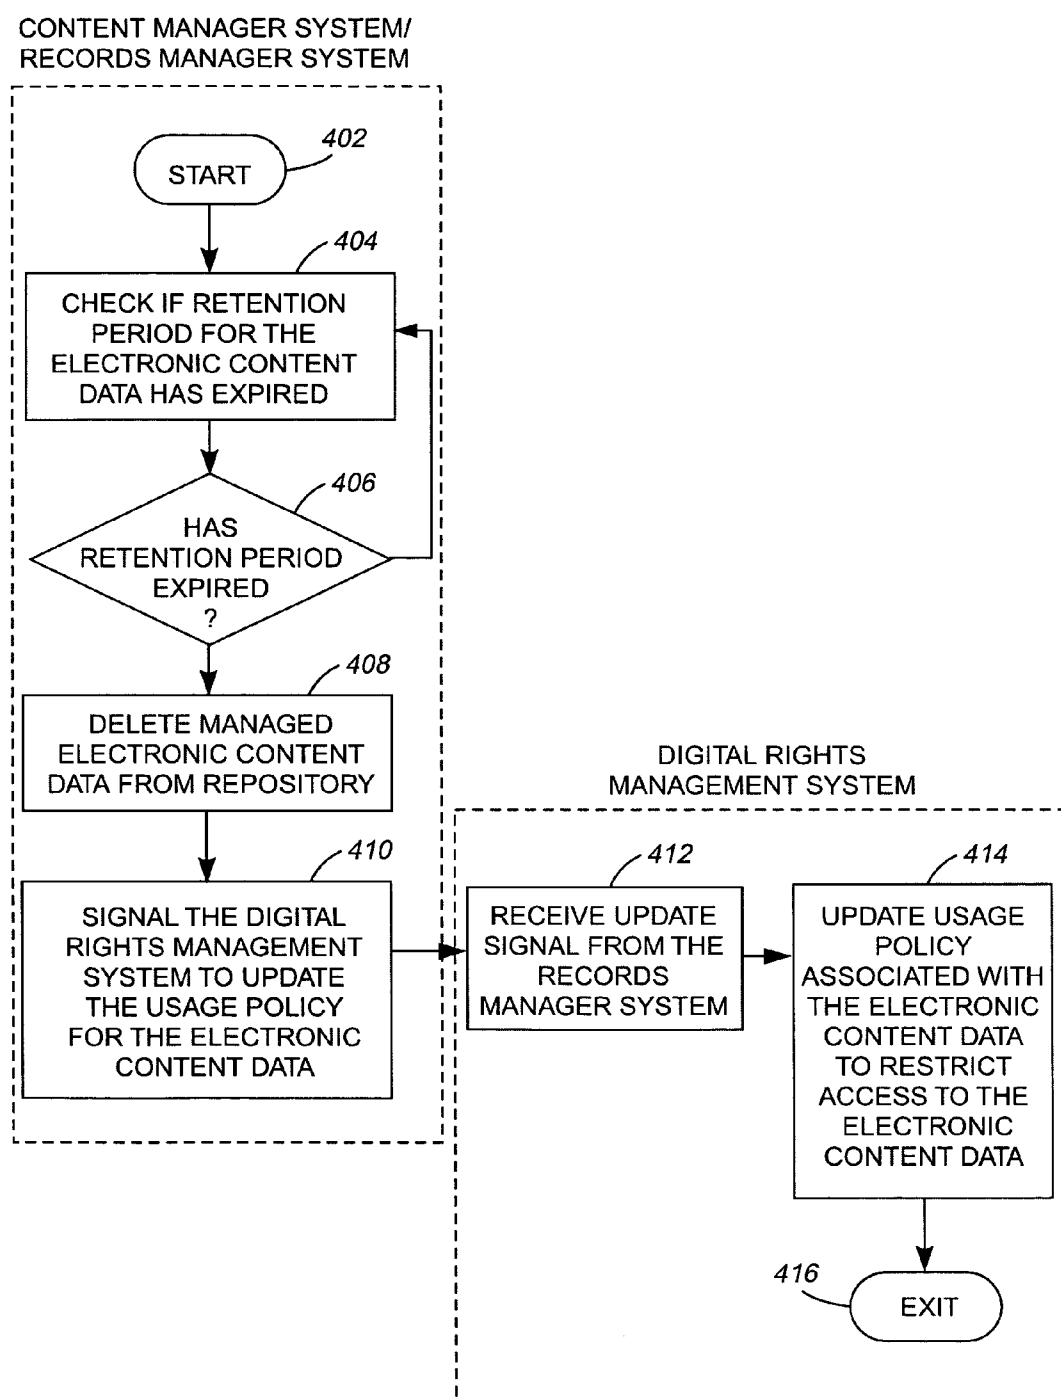 CONTENT MANAGER SYSTEM/
RECORDS MANAGER SYSTEM
402
START
404
CHECK IF RETENTION
PERIOD FOR THE
ELECTRONIC CONTENT
DATA HAS EXPIRED
406
HAS
RETENTION PERIOD
EXPIRED
?
408
DELETE MANAGED
ELECTRONIC CONTENT
DATA FROM REPOSITORY
410
SIGNAL THE DIGITAL
RIGHTS MANAGEMENT
SYSTEM TO UPDATE
THE USAGE POLICY
FOR THE ELECTRONIC
CONTENT DATA
DIGITAL RIGHTS
MANAGEMENT SYSTEM
412
RECEIVE UPDATE
SIGNAL FROM THE
RECORDS
MANAGER SYSTEM
414
UPDATE USAGE
POLICY
ASSOCIATED WITH
THE ELECTRONIC
CONTENT DATA
TO RESTRICT
ACCESS TO THE
ELECTRONIC
CONTENT DATA
416
EXIT